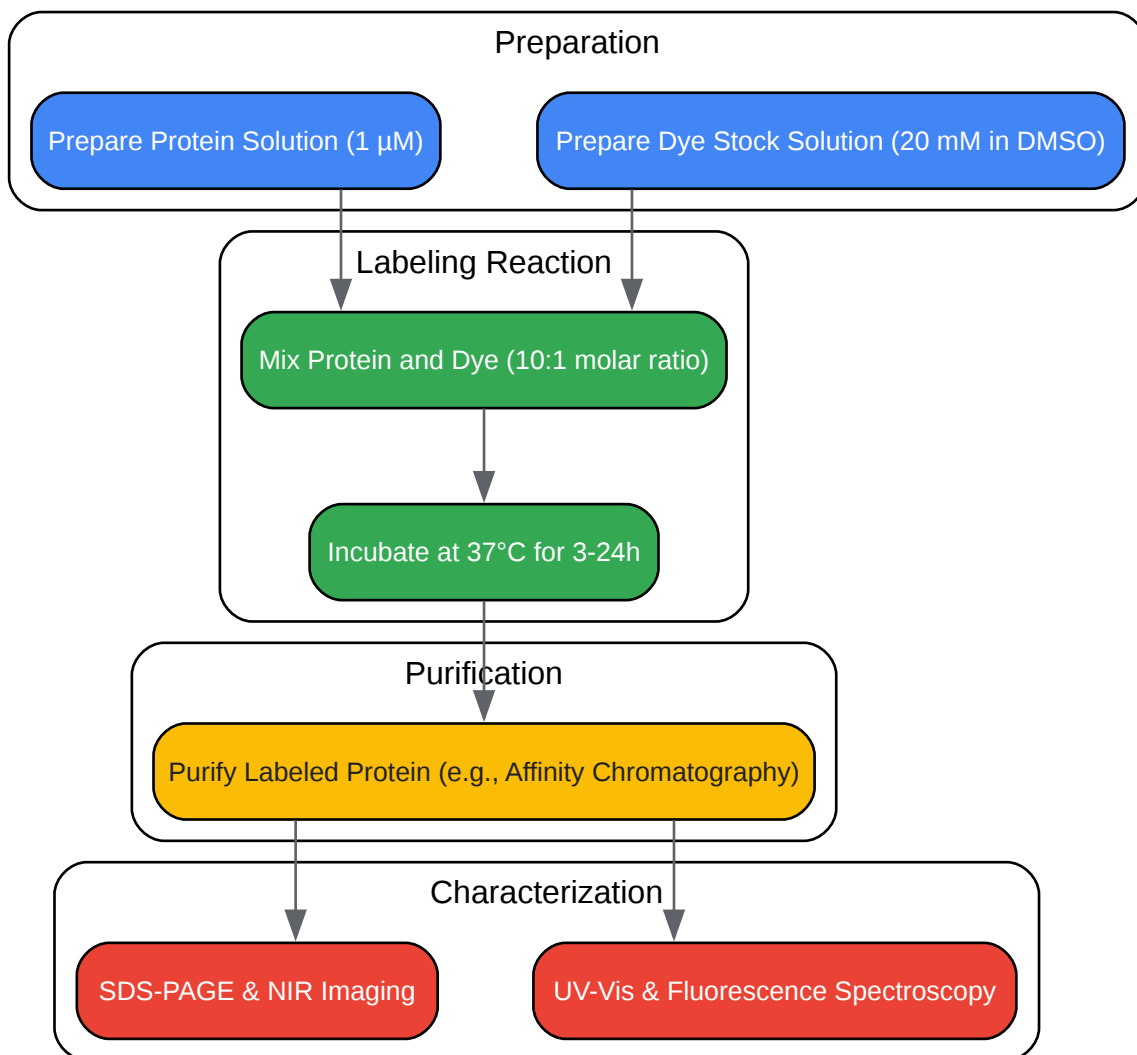 Preparation
Prepare Protein Solution (1 µM)
Prepare Dye Stock Solution (20 mM in DMSO)
Labeling Reaction
Mix Protein and Dye (10:1 molar ratio)
Incubate at 37°C for 3-24h
Purification
Purify Labeled Protein (e.g., Affinity Chromatography)
Characterization
SDS-PAGE & NIR Imaging
UV-Vis & Fluorescence Spectroscopy